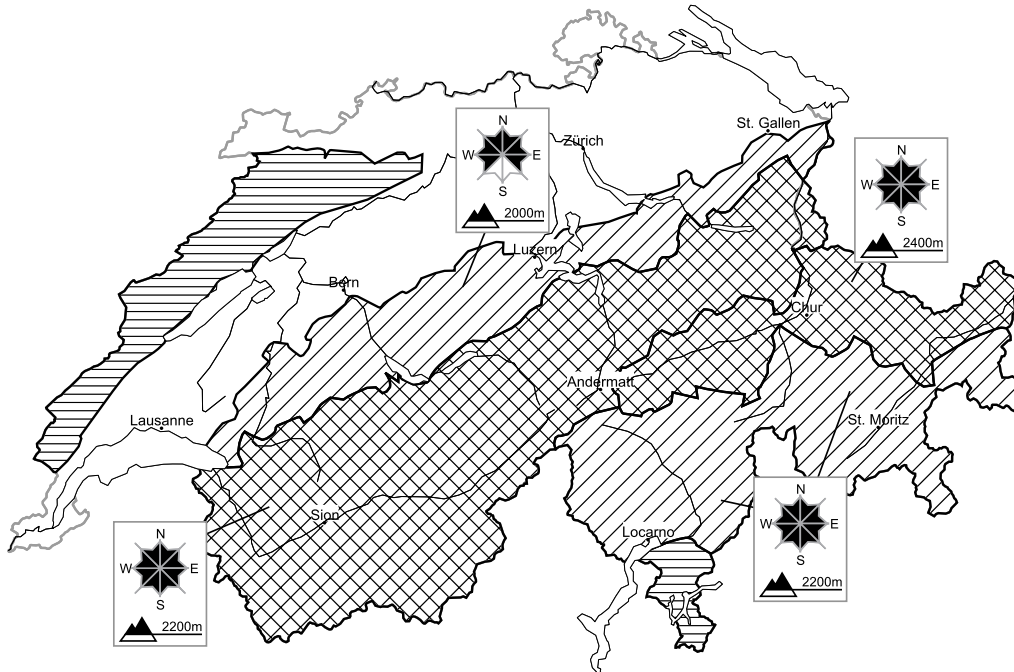 St. Gallen
N
W E
S
2000m
Zürich
N
W E
S
2400m
Luzern
Bern
Chur
Andermatt
Lausanne
St. Moritz
Sion
Locarno
N
W E
S
2200m
N
W E
S
2200m